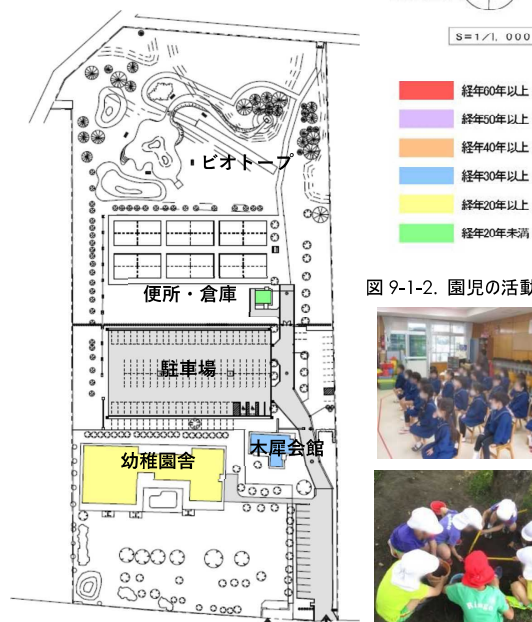 S=1/1,000
経年60年以上
経年50年以上
経年40年以上
経年30年以上
経年20年以上
経年20年未満
ビオトープ
便所・倉庫
図 9-1-2. 園児の活動
駐車場
木犀会館
幼稚園舎